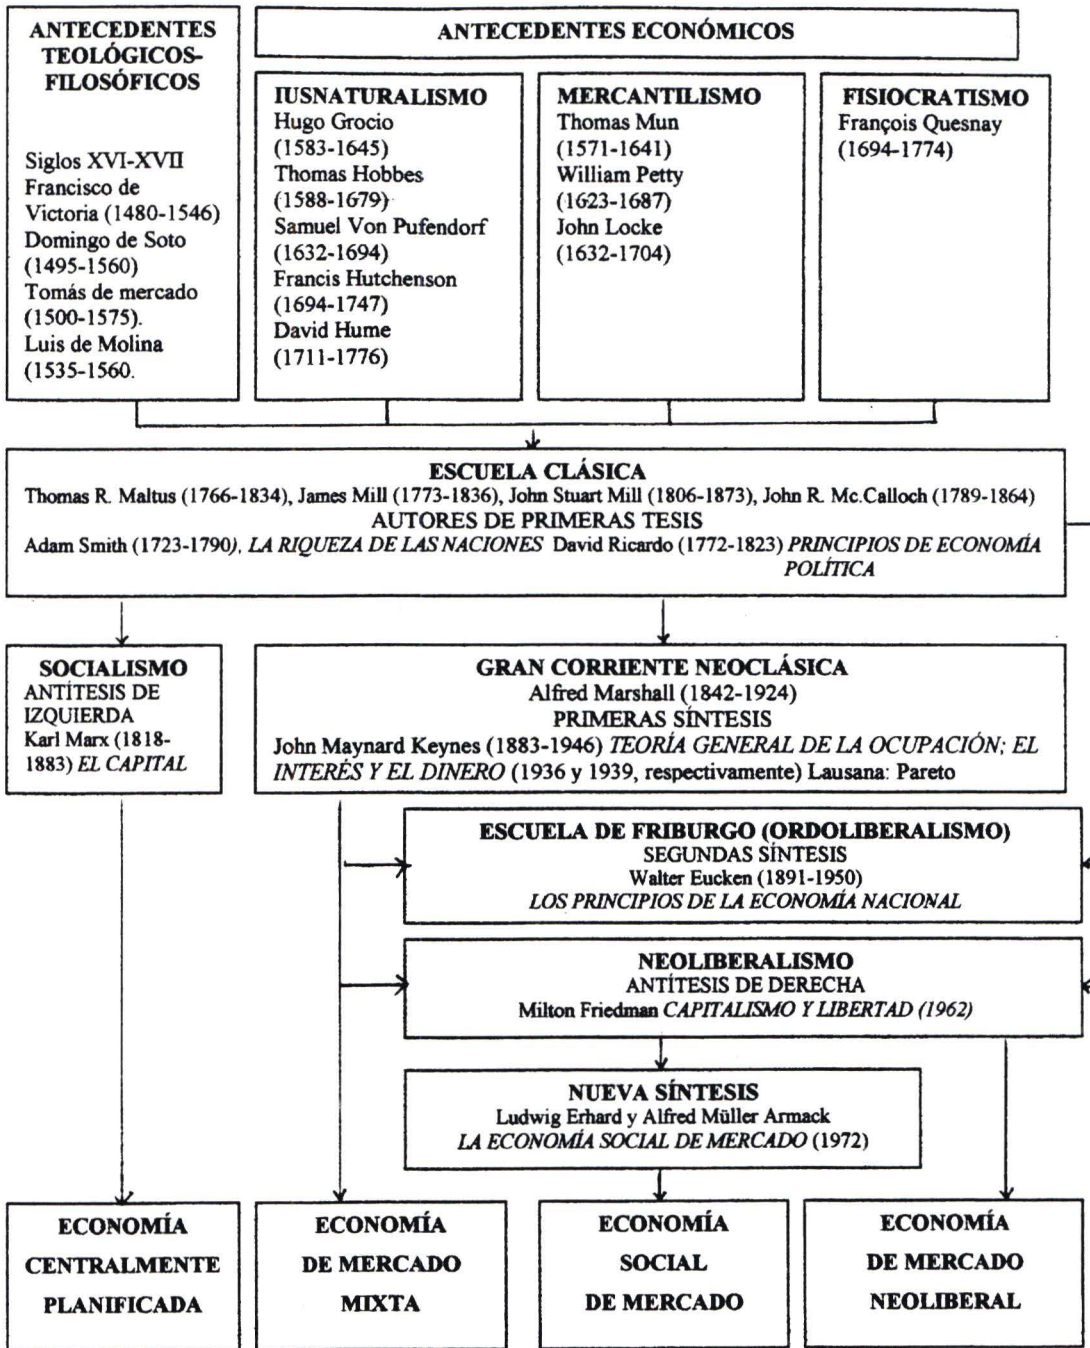 ANTECEDENTES
TEOLÓGICOS-
FILOSÓFICOS
Siglos XVI-XVII
Francisco de
Victoria (1480-1546)
Domingo de Soto
(1495-1560)
Tomás de mercado
(1500-1575).
Luis de Molina
(1535-1560.
ANTECEDENTES ECONÓMICOS
IUSNATURALISMO
Hugo Grocio
(1583-1645)
Thomas Hobbes
(1588-1679)
Samuel Von Pufendorf
(1632-1694)
Francis Hutchenson
(1694-1747)
David Hume
(1711-1776)
MERCANTILISMO
Thomas Mun
(1571-1641)
William Petty
(1623-1687)
John Locke
(1632-1704)
FISIOCRATISMO
François Quesnay
(1694-1774)
ESCUELA CLÁSICA
Thomas R. Maltus (1766-1834), James Mill (1773-1836), John Stuart Mill (1806-1873), John R. Mc.Calloch (1789-1864)
AUTORES DE PRIMERAS TESIS
Adam Smith (1723-1790), LA RIQUEZA DE LAS NACIONES David Ricardo (1772-1823) PRINCIPIOS DE ECONOMÍA
POLÍTICA
SOCIALISMO
ANTÍTESIS DE
IZQUIERDA
Karl Marx (1818-
1883) EL CAPITAL
GRAN CORRIENTE NEOCLÁSICA
Alfred Marshall (1842-1924)
PRIMERAS SÍNTESIS
John Maynard Keynes (1883-1946) TEORÍA GENERAL DE LA OCUPACIÓN; EL
INTERÉS Y EL DINERO (1936 y 1939, respectivamente) Lausana: Pareto
ESCUELA DE FRIBURGO (ORDOLIBERALISMO)
SEGUNDAS SÍNTESIS
Walter Eucken (1891-1950)
LOS PRINCIPIOS DE LA ECONOMÍA NACIONAL
NEOLIBERALISMO
ANTÍTESIS DE DERECHA
Milton Friedman CAPITALISMO Y LIBERTAD (1962)
NUEVA SÍNTESIS
Ludwig Erhard y Alfred Müller Armack
LA ECONOMÍA SOCIAL DE MERCADO (1972)
ECONOMÍA
CENTRALMENTE
PLANIFICADA
ECONOMÍA
DE MERCADO
MIXTA
ECONOMÍA
SOCIAL
DE MERCADO
ECONOMÍA
DE MERCADO
NEOLIBERAL